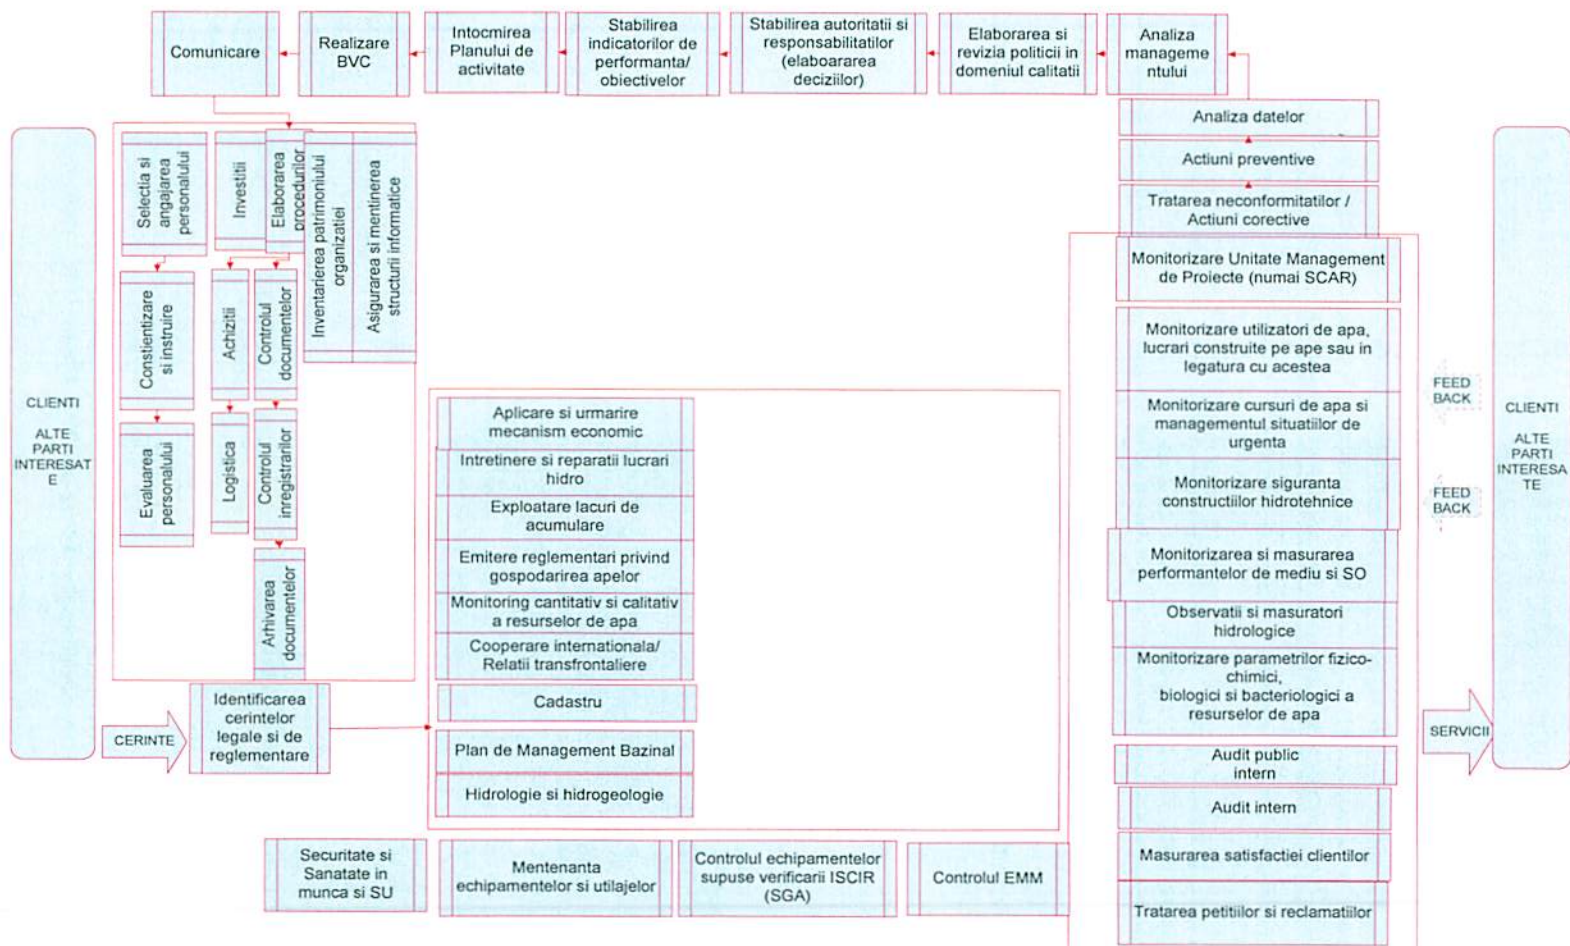 Comunicare
Realizare
BVC
Intocmirea
Planului de
activitate
Stabilirea
indicatorilor de
performanta/
obiectivelor
Stabilirea autoritatii si
responsabilitatilor
(elaboararea
deciziilor)
Elaborarea si
revizia politicii in
domeniul calitatii
Analiza
manageme
ntului
CLIENTI
ALTE
PARTI
INTERESAT
E
Selectia si
angajarea
personalului
Constientizare
si instruire
Evaluarea
personalului
Investitii
Achizitii
Logistica
Elaborarea
procedurilor
Controlul
documentelor
Controlul
inregistrarilor
Arhivarea
documentelor
Inventarierea patrimoniului
organizatiei
Asigurarea si mentinerea
structurii informatice
CERINTE
Identificarea
cerintelor
legale si de
reglementare
Aplicare si urmarire
mecanism economic
Intretinere si reparatii lucrari
hidro
Exploatare lacuri de
acumulare
Emitere reglementari privind
gospodarirea apelor
Monitoring cantitativ si calitativ
a resurselor de apa
Cooperare internationala/
Relatii transfrontaliere
Cadastru
Plan de Management Bazinal
Hidrologie si hidrogeologie
Securitate si
Sanatate in
munca si SU
Mentenanta
echipamentelor si utilajelor
Controlul echipamentelor
supuse verificarii ISCIR
(SGA)
Controlul EMM
Analiza datelor
Actiuni preventive
Tratarea neconformitatilor /
Actiuni corective
Monitorizare Unitate Management
de Proiecte (numai SCAR)
Monitorizare utilizatori de apa,
lucrari construite pe ape sau in
legatura cu acestea
Monitorizare cursuri de apa si
managementul situatiilor de
urgenta
Monitorizare siguranta
constructiilor hidrotehnice
Monitorizarea si masurarea
performantelor de mediu si SO
Observatii si masuratori
hidrologice
Monitorizare parametrilor fizico-
chimici,
biologici si bacteriologici a
resurselor de apa
Audit public
intern
Audit intern
Masurarea satisfactiei clientilor
Tratarea petitiilor si reclamatiilor
FEED
BACK
FEED
BACK
SERVICII
CLIENTI
ALTE
PARTI
INTERESA
TE